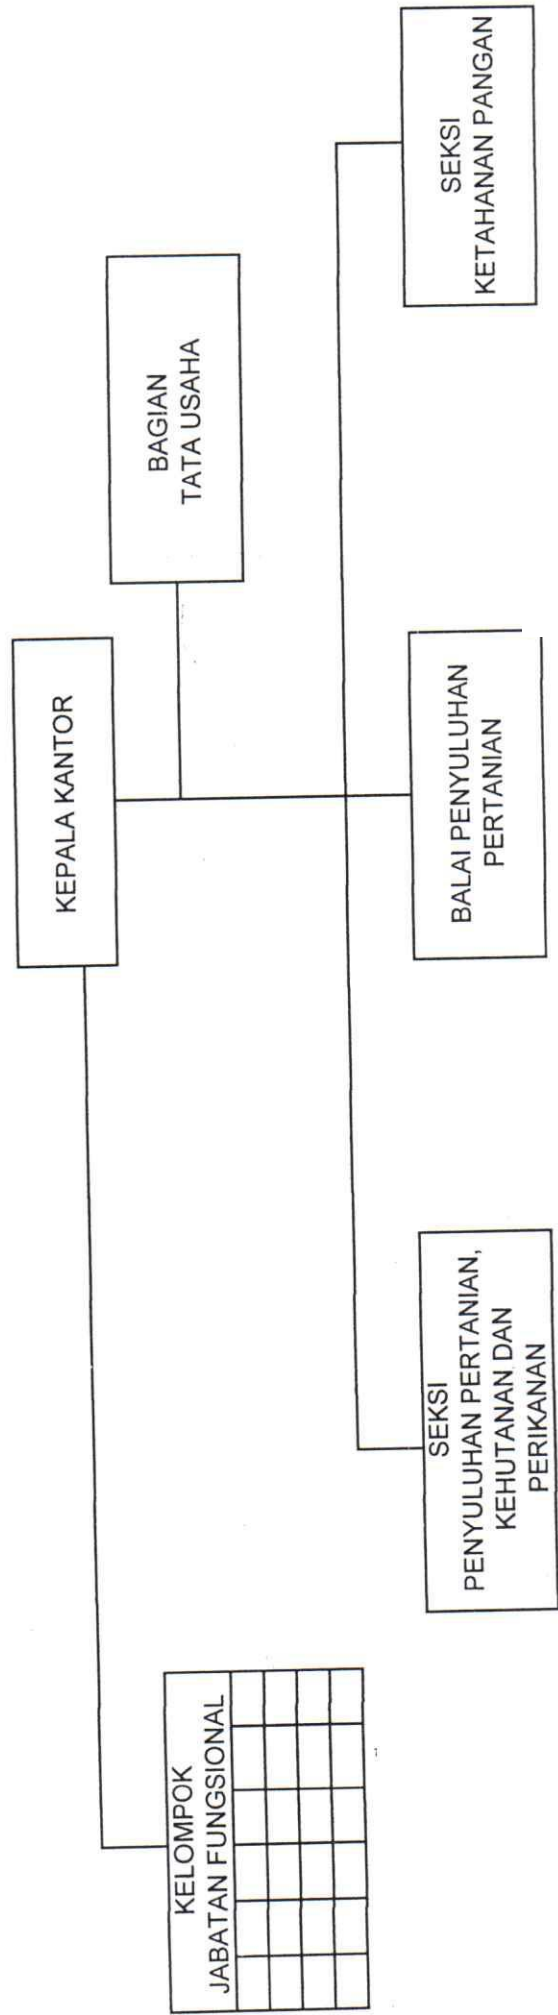 KEPALA KANTOR
BAGIAN
TATA USAHA
KELOMPOK
JABATAN FUNGSIONAL
SEKSI
PENYULUHAN PERTANIAN,
KEHUTANAN DAN
PERIKANAN
BALAI PENYULUHAN
PERTANIAN
SEKSI
KETAHANAN PANGAN